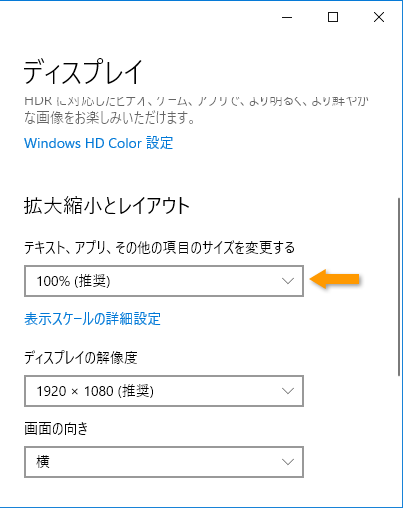 ディスプレイ
HDR に対応したビデオ、ゲーム、アプリで、より明るく、より鮮やか
な画像をお楽しみいただけます。
Windows HD Color 設定
拡大縮小とレイアウト
テキスト、アプリ、その他の項目のサイズを変更する
100% (推奨)
表示スケールの詳細設定
ディスプレイの解像度
1920 × 1080 (推奨)
画面の向き
横